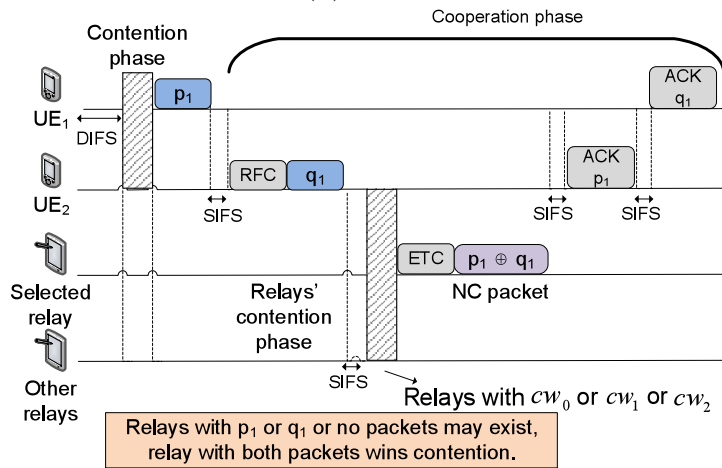 Cooperation phase
Contention
phase
p1
ACK
q1
UE1
DIFS
RFC
q1
ACK
p1
SIFS
SIFS
SIFS
UE2
ETC
p1 ⊕ q1
Selected
relay
Relays'
contention
phase
NC packet
SIFS
Other
relays
Relays with cw0 or cw1 or cw2
Relays with p1 or q1 or no packets may exist,
relay with both packets wins contention.